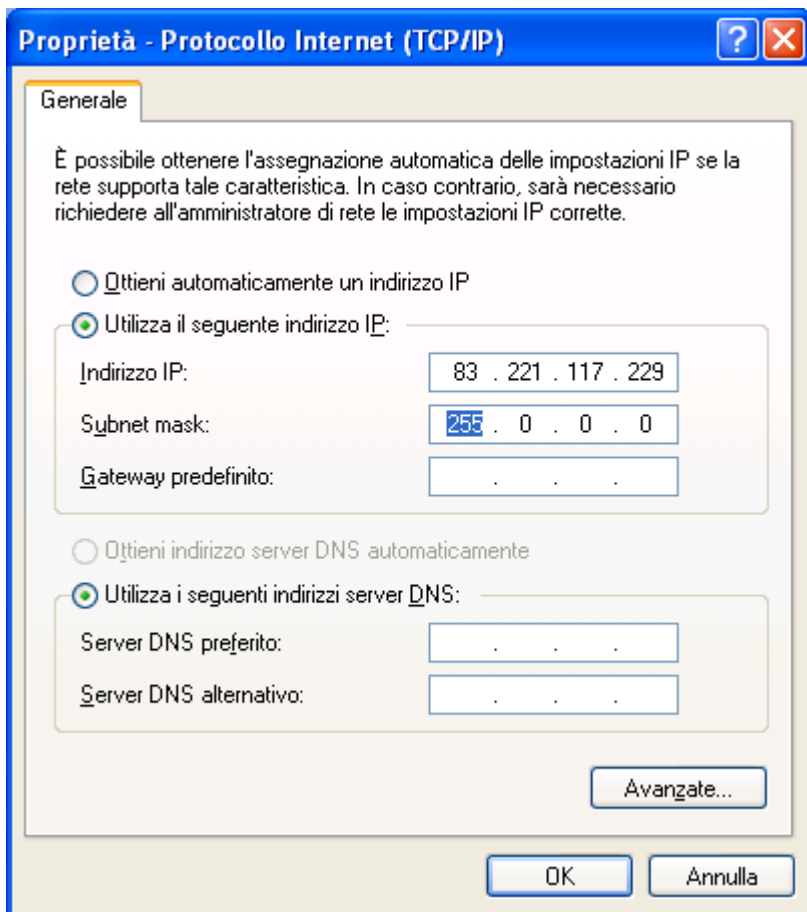 Proprietà - Protocollo Internet (TCP/IP)
Generale
È possibile ottenere l'assegnazione automatica delle impostazioni IP se la
rete supporta tale caratteristica. In caso contrario, sarà necessario
richiedere all'amministratore di rete le impostazioni IP corrette.
Ottieni automaticamente un indirizzo IP
Utilizza il seguente indirizzo IP:
Indirizzo IP: 83 . 221 . 117 . 229
Subnet mask: 255 . 0 . 0 . 0
Gateway predefinito: . . .
Ottieni indirizzo server DNS automaticamente
Utilizza i seguenti indirizzi server DNS:
Server DNS preferito: . . .
Server DNS alternativo: . . .
Avanzate...
OK Annulla